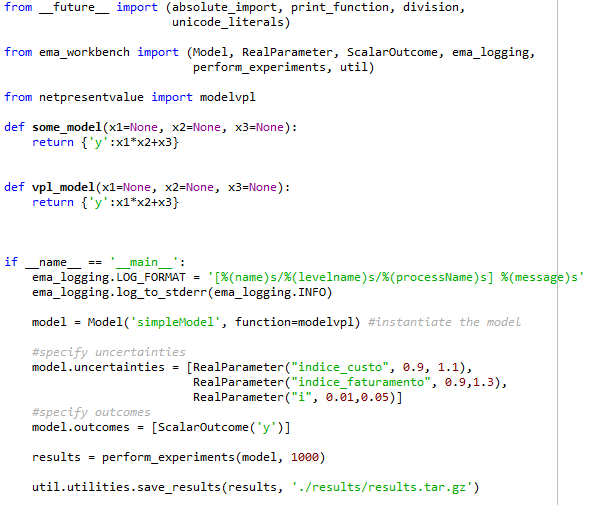 from __future__ import (absolute_import, print_function, division,
                        unicode_literals)
from ema_workbench import (Model, RealParameter, ScalarOutcome, ema_logging,
                           perform_experiments, util)
from netpresentvalue import modelvpl
def some_model(x1=None, x2=None, x3=None):
    return {'y':x1*x2+x3}
def vpl_model(x1=None, x2=None, x3=None):
    return {'y':x1*x2+x3}
if __name__ == '__main__':
    ema_logging.LOG_FORMAT = '[%(name)s/%(levelname)s/%(processName)s] %(message)s'
    ema_logging.log_to_stderr(ema_logging.INFO)
    model = Model('simpleModel', function=modelvpl) #instantiate the model
    #specify uncertainties
    model.uncertainties = [RealParameter("indice_custo", 0.9, 1.1),
                           RealParameter("indice_faturamento", 0.9,1.3),
                           RealParameter("i", 0.01,0.05)]
    #specify outcomes
    model.outcomes = [ScalarOutcome('y')]
    results = perform_experiments(model, 1000)
    util.utilities.save_results(results, './results/results.tar.gz')